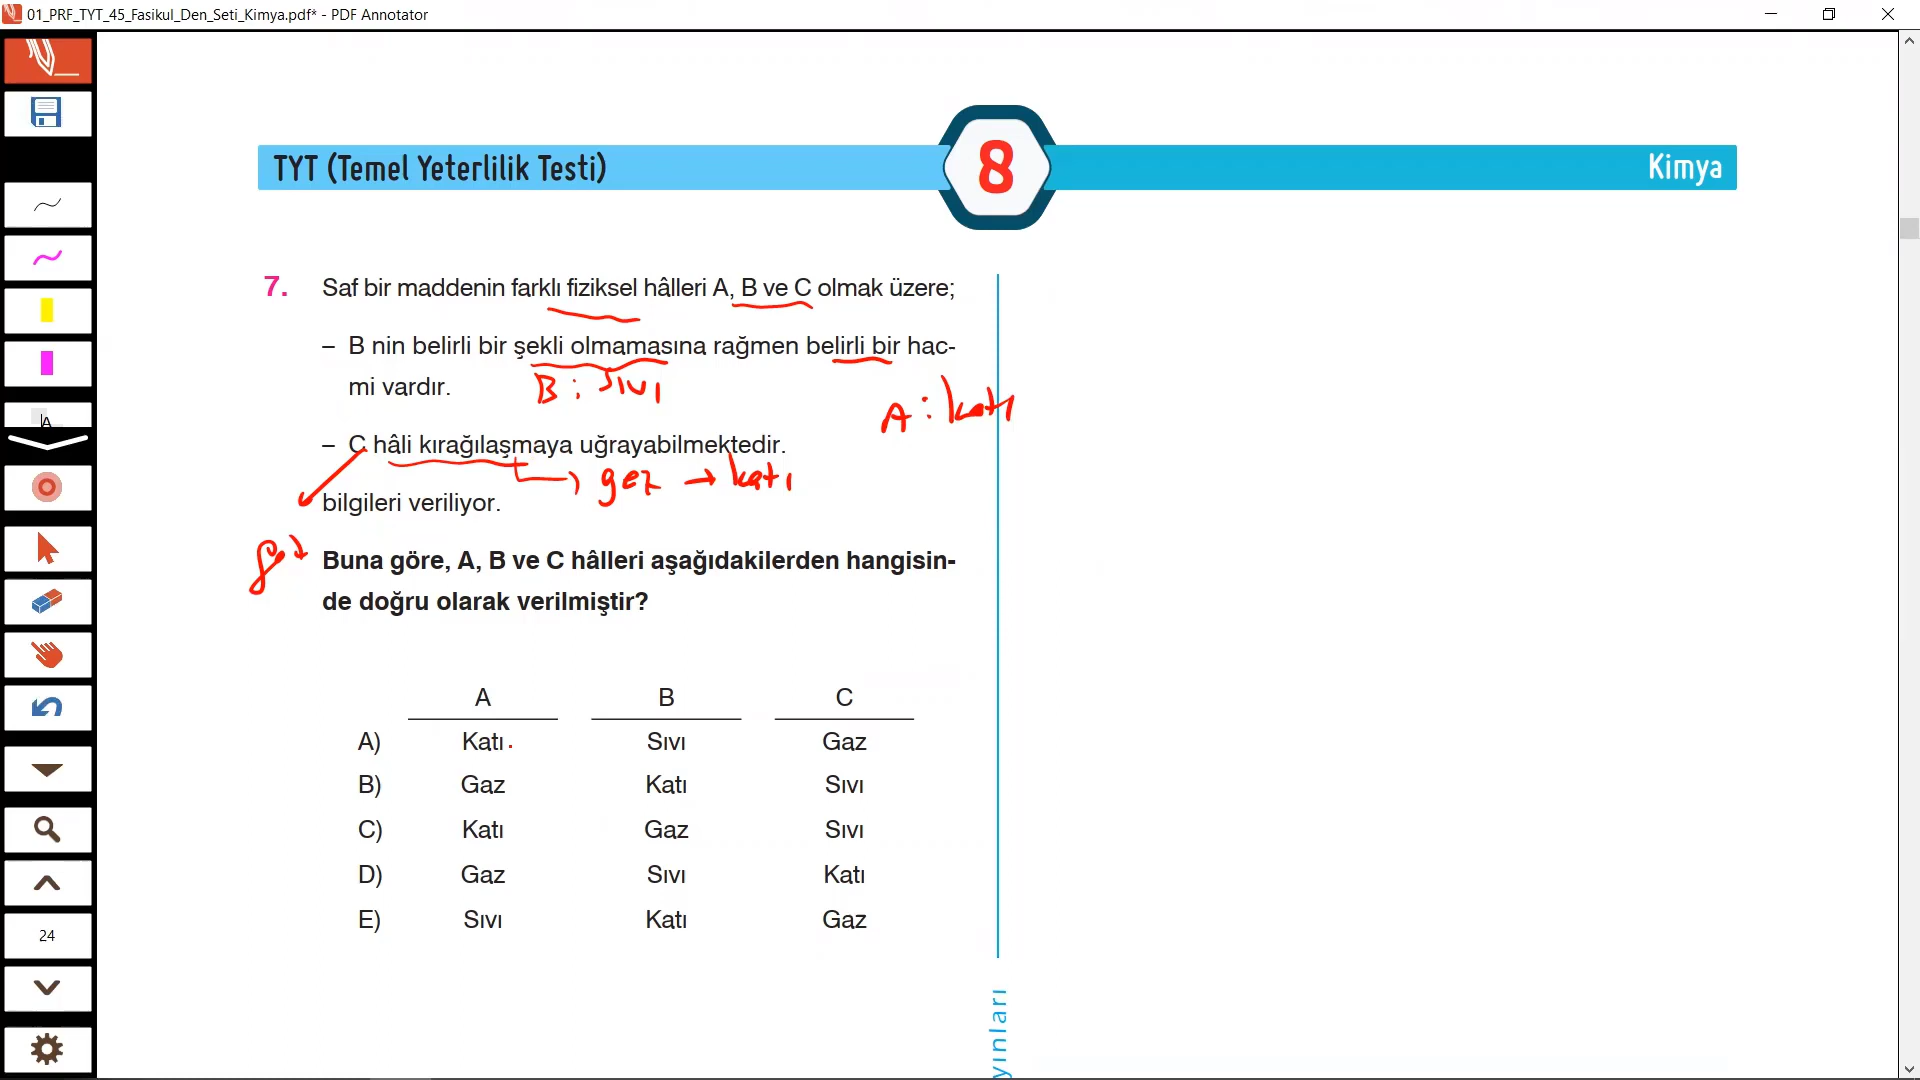 01_PRF_TYT_45_Fasikul_Den_Seti_Kimya.pdf* - PDF Annotator
TYT (Temel Yeterlilik Testi)
8
Kimya
7. Saf bir maddenin farklı fiziksel hâlleri A, B ve C olmak üzere;
– B nin belirli bir şekli olmamasına rağmen belirli bir hac-
mi vardır.
B : Sıvı
A : katı
– C hâli kırağılaşmaya uğrayabilmektedir.
gaz → katı
bilgileri veriliyor.
gaz
Buna göre, A, B ve C hâlleri aşağıdakilerden hangisin-
de doğru olarak verilmiştir?
A B C
A) Katı Sıvı Gaz
B) Gaz Katı Sıvı
C) Katı Gaz Sıvı
D) Gaz Sıvı Katı
E) Sıvı Katı Gaz
yınları
A
24